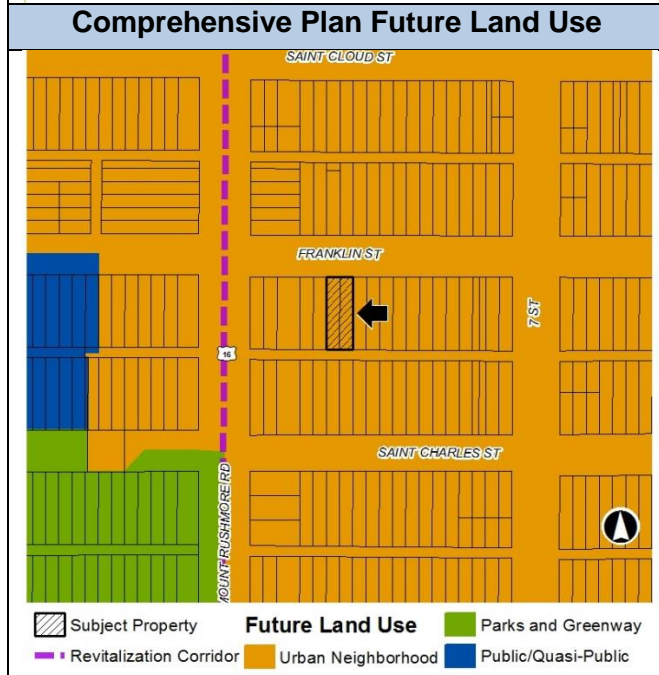 Comprehensive Plan Future Land Use
SAINT CLOUD ST
FRANKLIN ST
7 ST
16
SAINT CHARLES ST
MOUNT RUSHMORE RD
Subject Property
Future Land Use
Parks and Greenway
Revitalization Corridor
Urban Neighborhood
Public/Quasi-Public